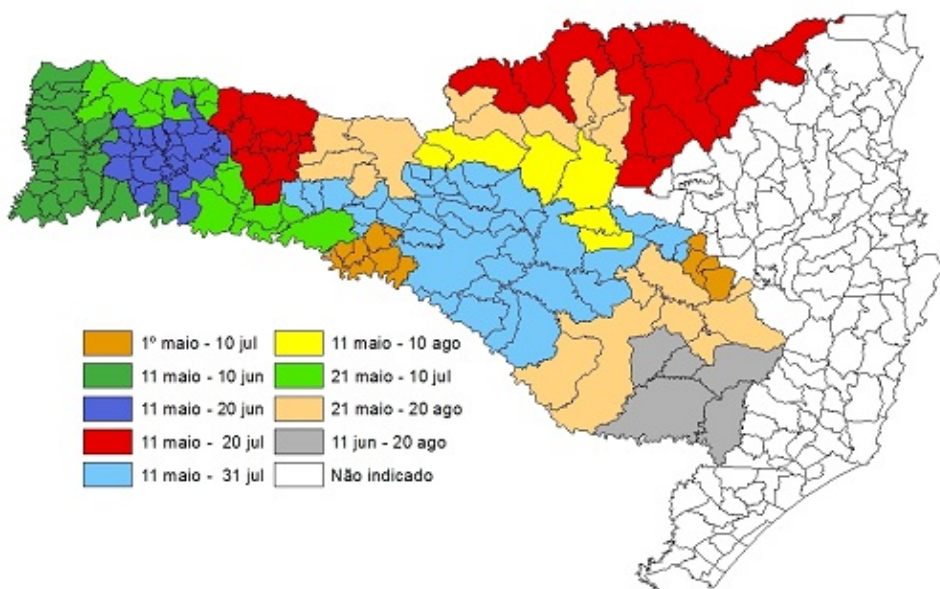 1º maio - 10 jul
11 maio - 10 jun
11 maio - 20 jun
11 maio - 20 jul
11 maio - 31 jul
11 maio - 10 ago
21 maio - 10 jul
21 maio - 20 ago
11 jun - 20 ago
Não indicado